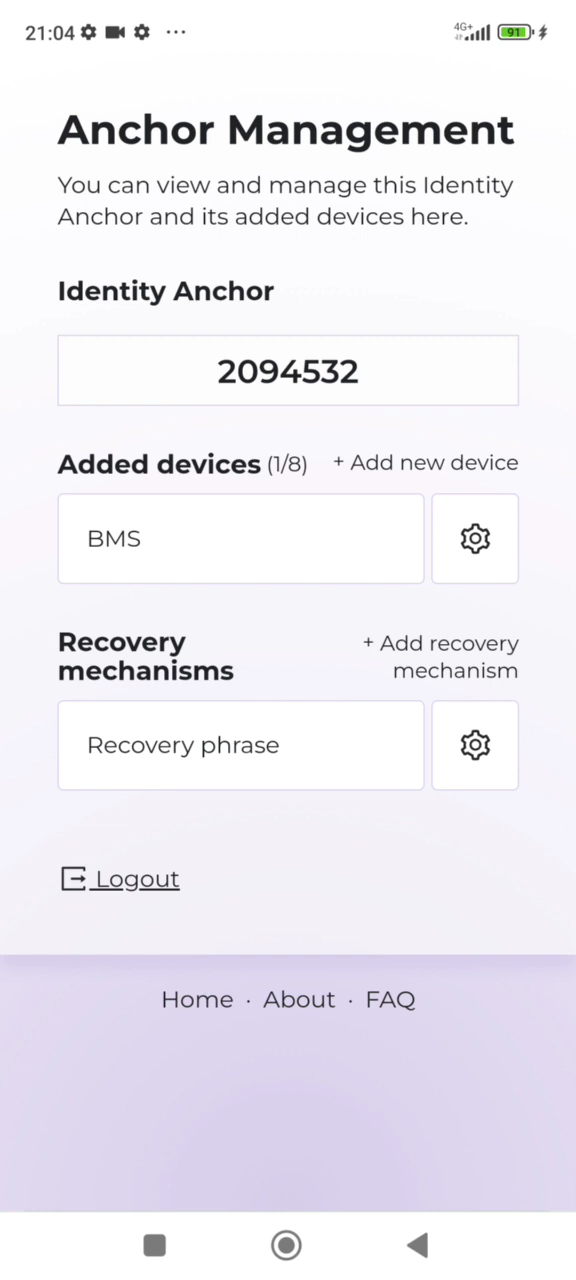 21:04
4G+
91
Anchor Management
You can view and manage this Identity
Anchor and its added devices here.
Identity Anchor
2094532
Added devices (1/8) + Add new device
BMS
Recovery
mechanisms
+ Add recovery
mechanism
Recovery phrase
Logout
Home · About · FAQ